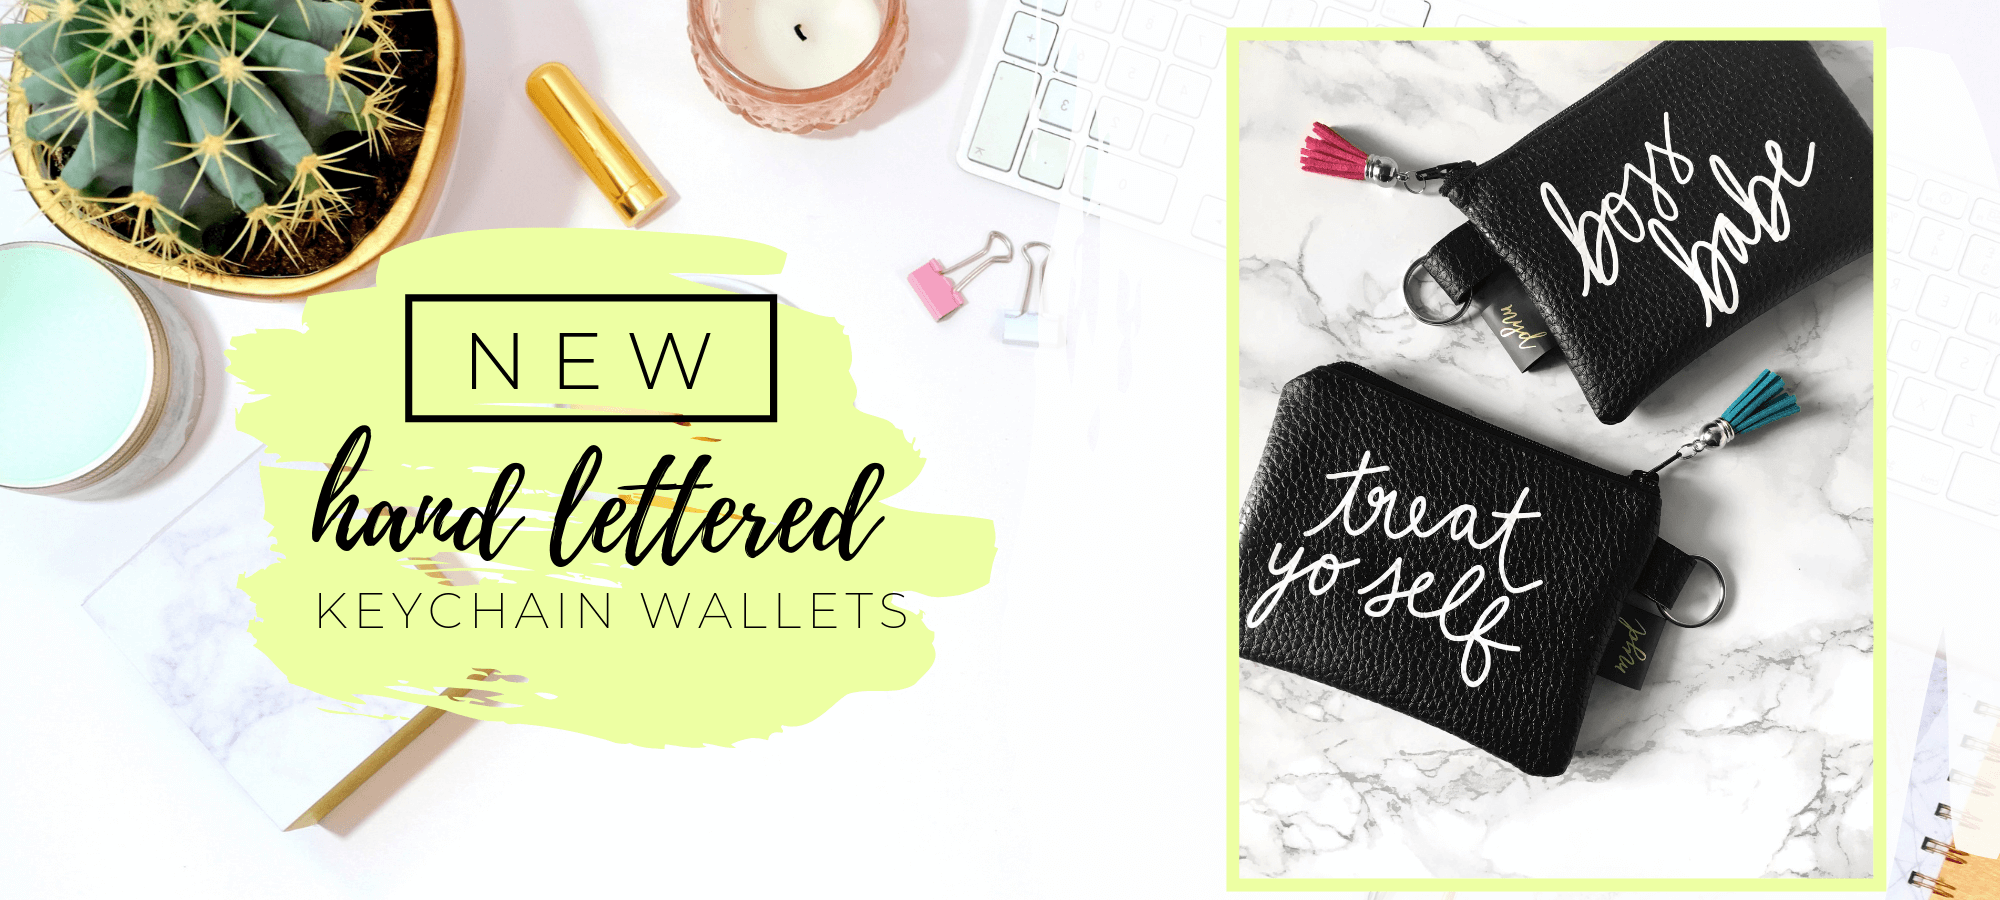 NEW
hand lettered
KEYCHAIN WALLETS
boss
babe
myd
treat
yo self
myd